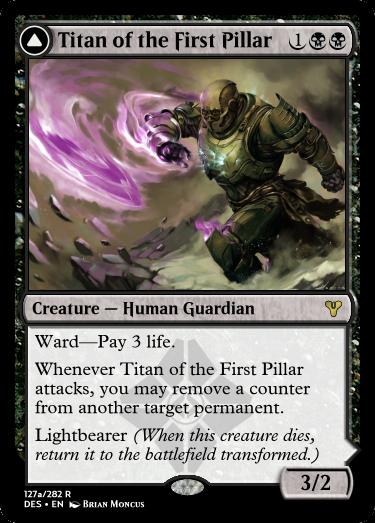 Titan of the First Pillar 1
Creature — Human Guardian
Ward—Pay 3 life.
Whenever Titan of the First Pillar
attacks, you may remove a counter
from another target permanent.
Lightbearer (When this creature dies,
return it to the battlefield transformed.)
3/2
127a/282 R
DES • EN Brian Moncus